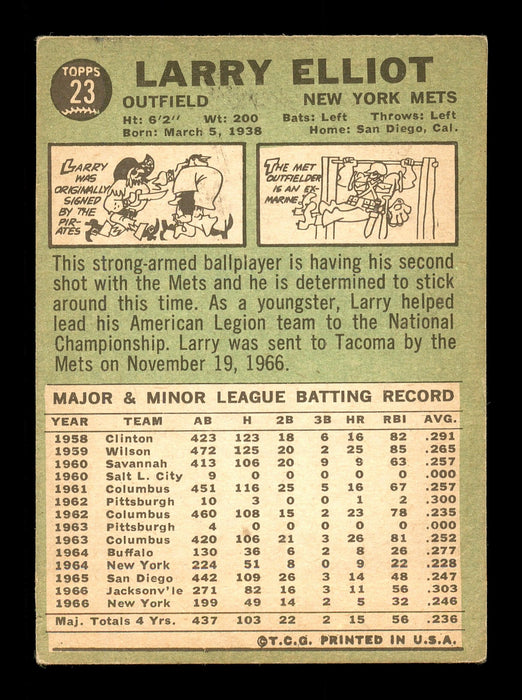 TOPPS
23
LARRY ELLIOT
OUTFIELD NEW YORK METS
Ht: 6'2" Wt: 200 Bats: Left Throws: Left
Born: March 5, 1938 Home: San Diego, Cal.
LARRY
WAS
ORIGINALLY
SIGNED
BY THE
PIR-
ATES
THE MET
OUTFIELDER
IS AN EX-
MARINE.
This strong-armed ballplayer is having his second
shot with the Mets and he is determined to stick
around this time. As a youngster, Larry helped
lead his American Legion team to the National
Championship. Larry was sent to Tacoma by the
Mets on November 19, 1966.
MAJOR & MINOR LEAGUE BATTING RECORD
YEAR TEAM AB H 2B 3B HR RBI AVG.
1958 Clinton 423 123 18 6 16 82 .291
1959 Wilson 472 125 20 2 25 85 .265
1960 Savannah 413 106 20 9 9 63 .257
1960 Salt L. City 9 0 0 0 0 0 .000
1961 Columbus 451 116 25 5 16 67 .257
1962 Pittsburgh 10 3 0 0 1 2 .300
1962 Columbus 460 108 15 2 23 78 .235
1963 Pittsburgh 4 0 0 0 0 0 .000
1963 Columbus 420 106 21 3 26 81 .252
1964 Buffalo 130 36 6 2 8 26 .277
1964 New York 224 51 8 0 9 22 .228
1965 San Diego 442 109 26 3 14 48 .247
1966 Jacksonv'le 271 82 16 3 11 56 .303
1966 New York 199 49 14 2 5 32 .246
Maj. Totals 4 Yrs. 437 103 22 2 15 56 .236
©T.C.G. PRINTED IN U.S.A.